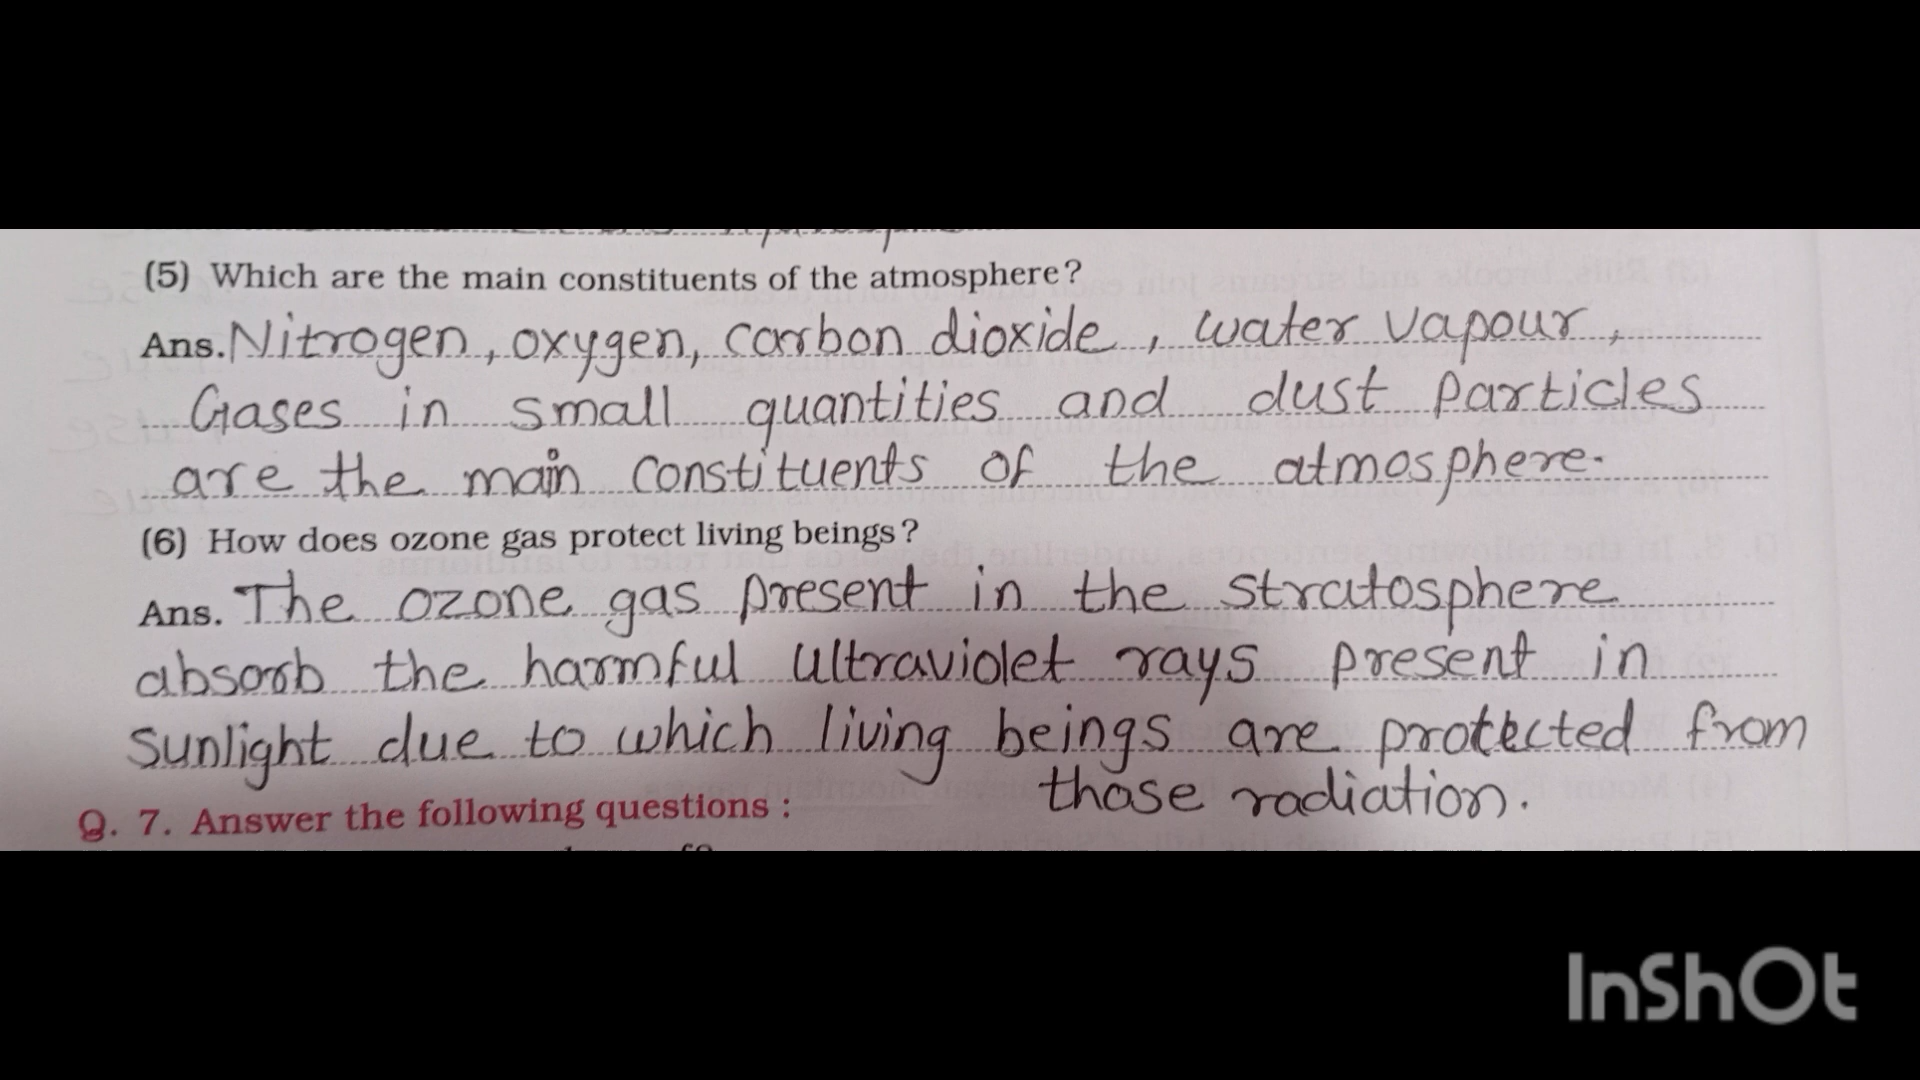 (5) Which are the main constituents of the atmosphere?
Ans. Nitrogen, oxygen, carbon dioxide, water vapour,
Gases in small quantities and dust particles
are the main constituents of the atmosphere.
(6) How does ozone gas protect living beings?
Ans. The ozone gas present in the stratosphere
absorb the harmful ultraviolet rays present in
Sunlight due to which living beings are protected from
those radiation.
Q. 7. Answer the following questions :
InShOt